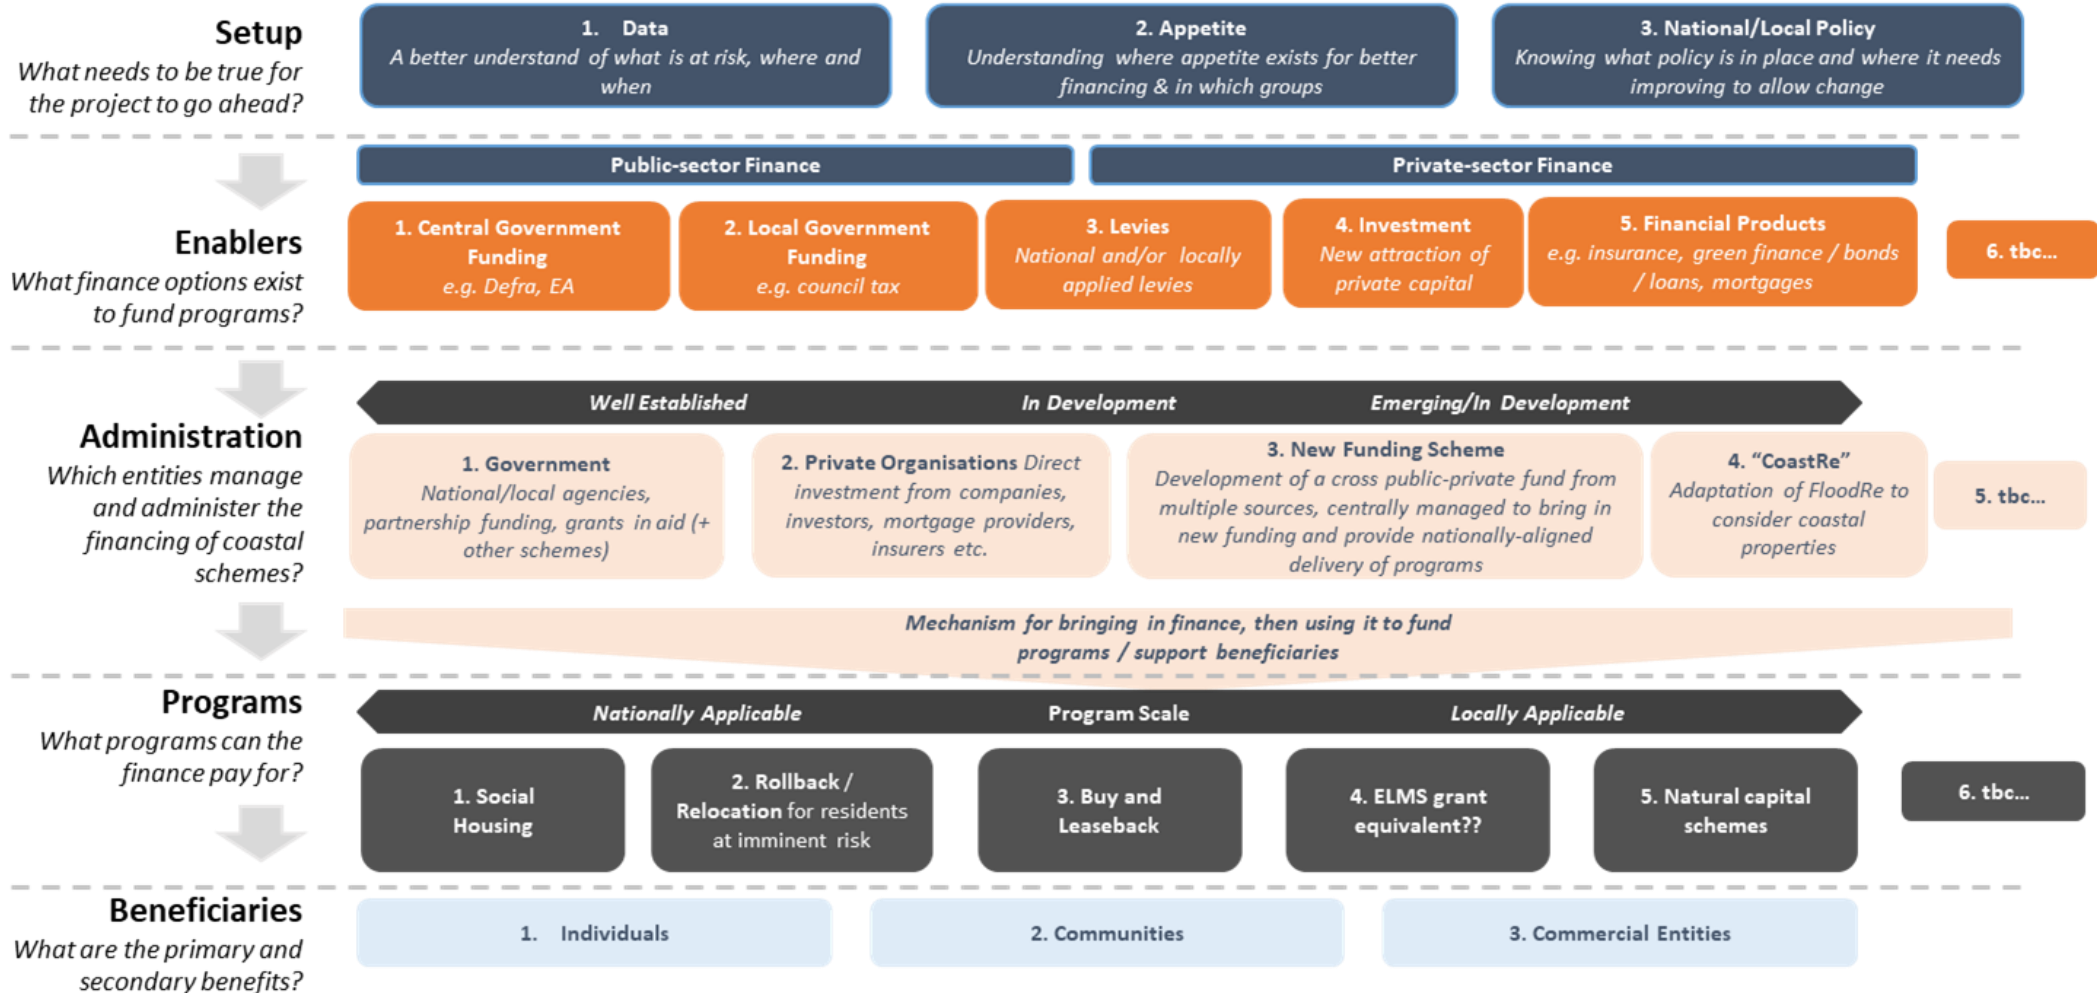 Setup
What needs to be true for
the project to go ahead?
1. Data
A better understand of what is at risk, where and
when
2. Appetite
Understanding where appetite exists for better
financing & in which groups
3. National/Local Policy
Knowing what policy is in place and where it needs
improving to allow change
Public-sector Finance
Private-sector Finance
Enablers
What finance options exist
to fund programs?
1. Central Government
Funding
e.g. Defra, EA
2. Local Government
Funding
e.g. council tax
3. Levies
National and/or locally
applied levies
4. Investment
New attraction of
private capital
5. Financial Products
e.g. insurance, green finance / bonds
/ loans, mortgages
6. tbc...
Well Established
In Development
Emerging/In Development
Administration
Which entities manage
and administer the
financing of coastal
schemes?
1. Government
National/local agencies,
partnership funding, grants in aid (+
other schemes)
2. Private Organisations Direct
investment from companies,
investors, mortgage providers,
insurers etc.
3. New Funding Scheme
Development of a cross public-private fund from
multiple sources, centrally managed to bring in
new funding and provide nationally-aligned
delivery of programs
4. “CoastRe”
Adaptation of FloodRe to
consider coastal
properties
5. tbc...
Mechanism for bringing in finance, then using it to fund
programs / support beneficiaries
Programs
What programs can the
finance pay for?
Nationally Applicable
Program Scale
Locally Applicable
1. Social
Housing
2. Rollback /
Relocation for residents
at imminent risk
3. Buy and
Leaseback
4. ELMS grant
equivalent??
5. Natural capital
schemes
6. tbc...
Beneficiaries
What are the primary and
secondary benefits?
1. Individuals
2. Communities
3. Commercial Entities